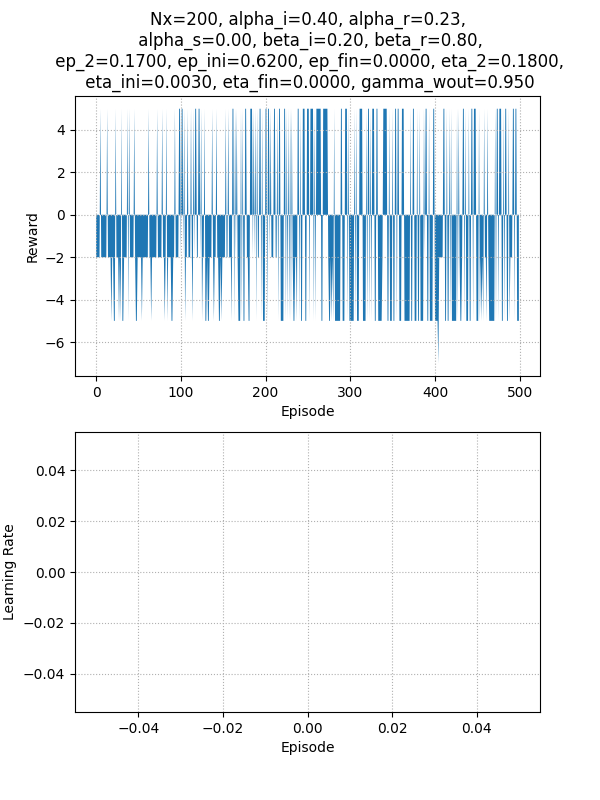 Nx=200, alpha_i=0.40, alpha_r=0.23,
alpha_s=0.00, beta_i=0.20, beta_r=0.80,
ep_2=0.1700, ep_ini=0.6200, ep_fin=0.0000, eta_2=0.1800,
eta_ini=0.0030, eta_fin=0.0000, gamma_wout=0.950
4
2
0
−2
−4
−6
Reward
0 100 200 300 400 500
Episode
0.04
0.02
0.00
−0.02
−0.04
Learning Rate
−0.04 −0.02 0.00 0.02 0.04
Episode